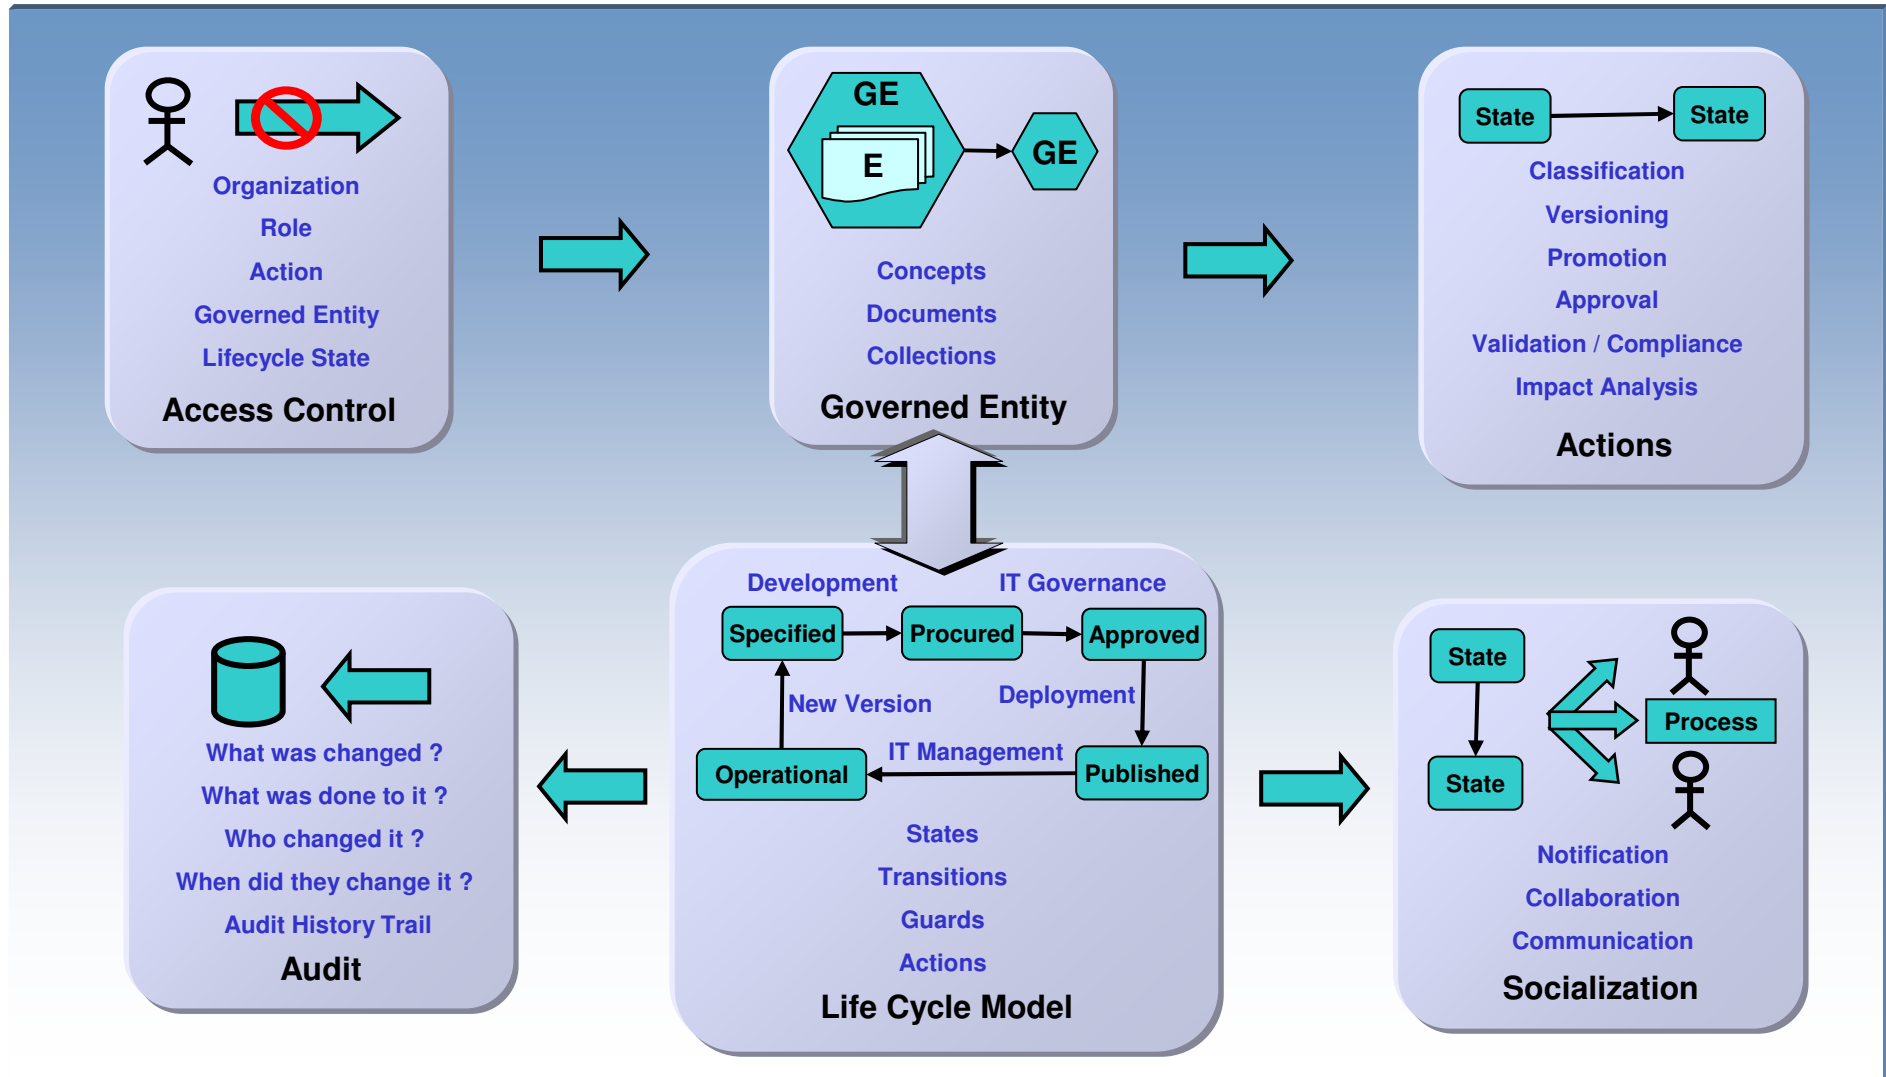 Organization
Role
Action
Governed Entity
Lifecycle State
Access Control
GE
E
GE
Concepts
Documents
Collections
Governed Entity
State
State
Classification
Versioning
Promotion
Approval
Validation / Compliance
Impact Analysis
Actions
What was changed ?
What was done to it ?
Who changed it ?
When did they change it ?
Audit History Trail
Audit
Development
IT Governance
Specified
Procured
Approved
New Version
Deployment
IT Management
Operational
Published
States
Transitions
Guards
Actions
Life Cycle Model
State
Process
State
Notification
Collaboration
Communication
Socialization